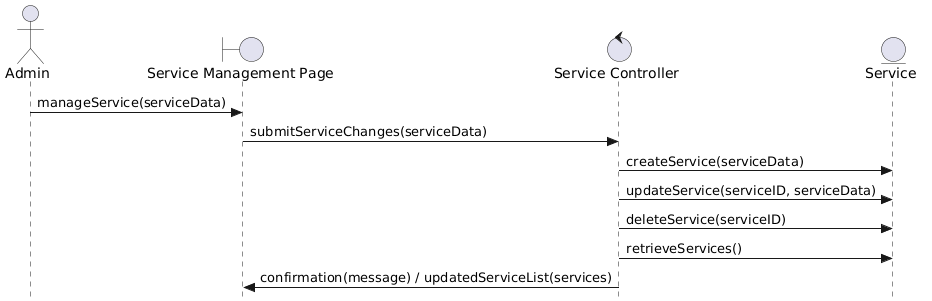 Admin
Service Management Page
Service Controller
Service
manageService(serviceData)
submitServiceChanges(serviceData)
createService(serviceData)
updateService(serviceID, serviceData)
deleteService(serviceID)
retrieveServices()
confirmation(message) / updatedServiceList(services)